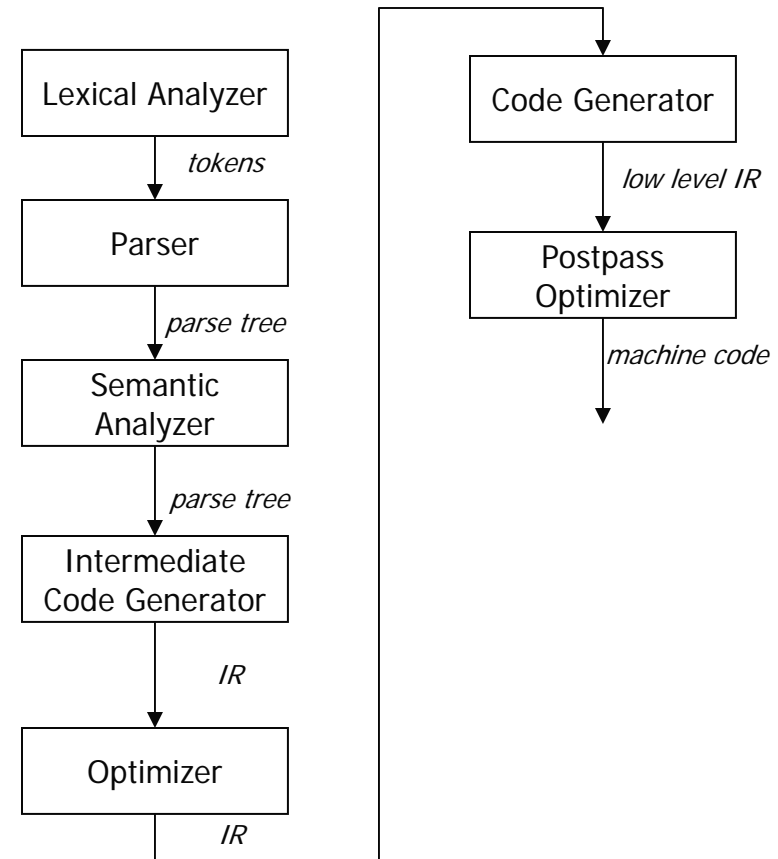 Lexical Analyzer
tokens
Parser
parse tree
Semantic
Analyzer
parse tree
Intermediate
Code Generator
IR
Optimizer
IR
Code Generator
low level IR
Postpass
Optimizer
machine code